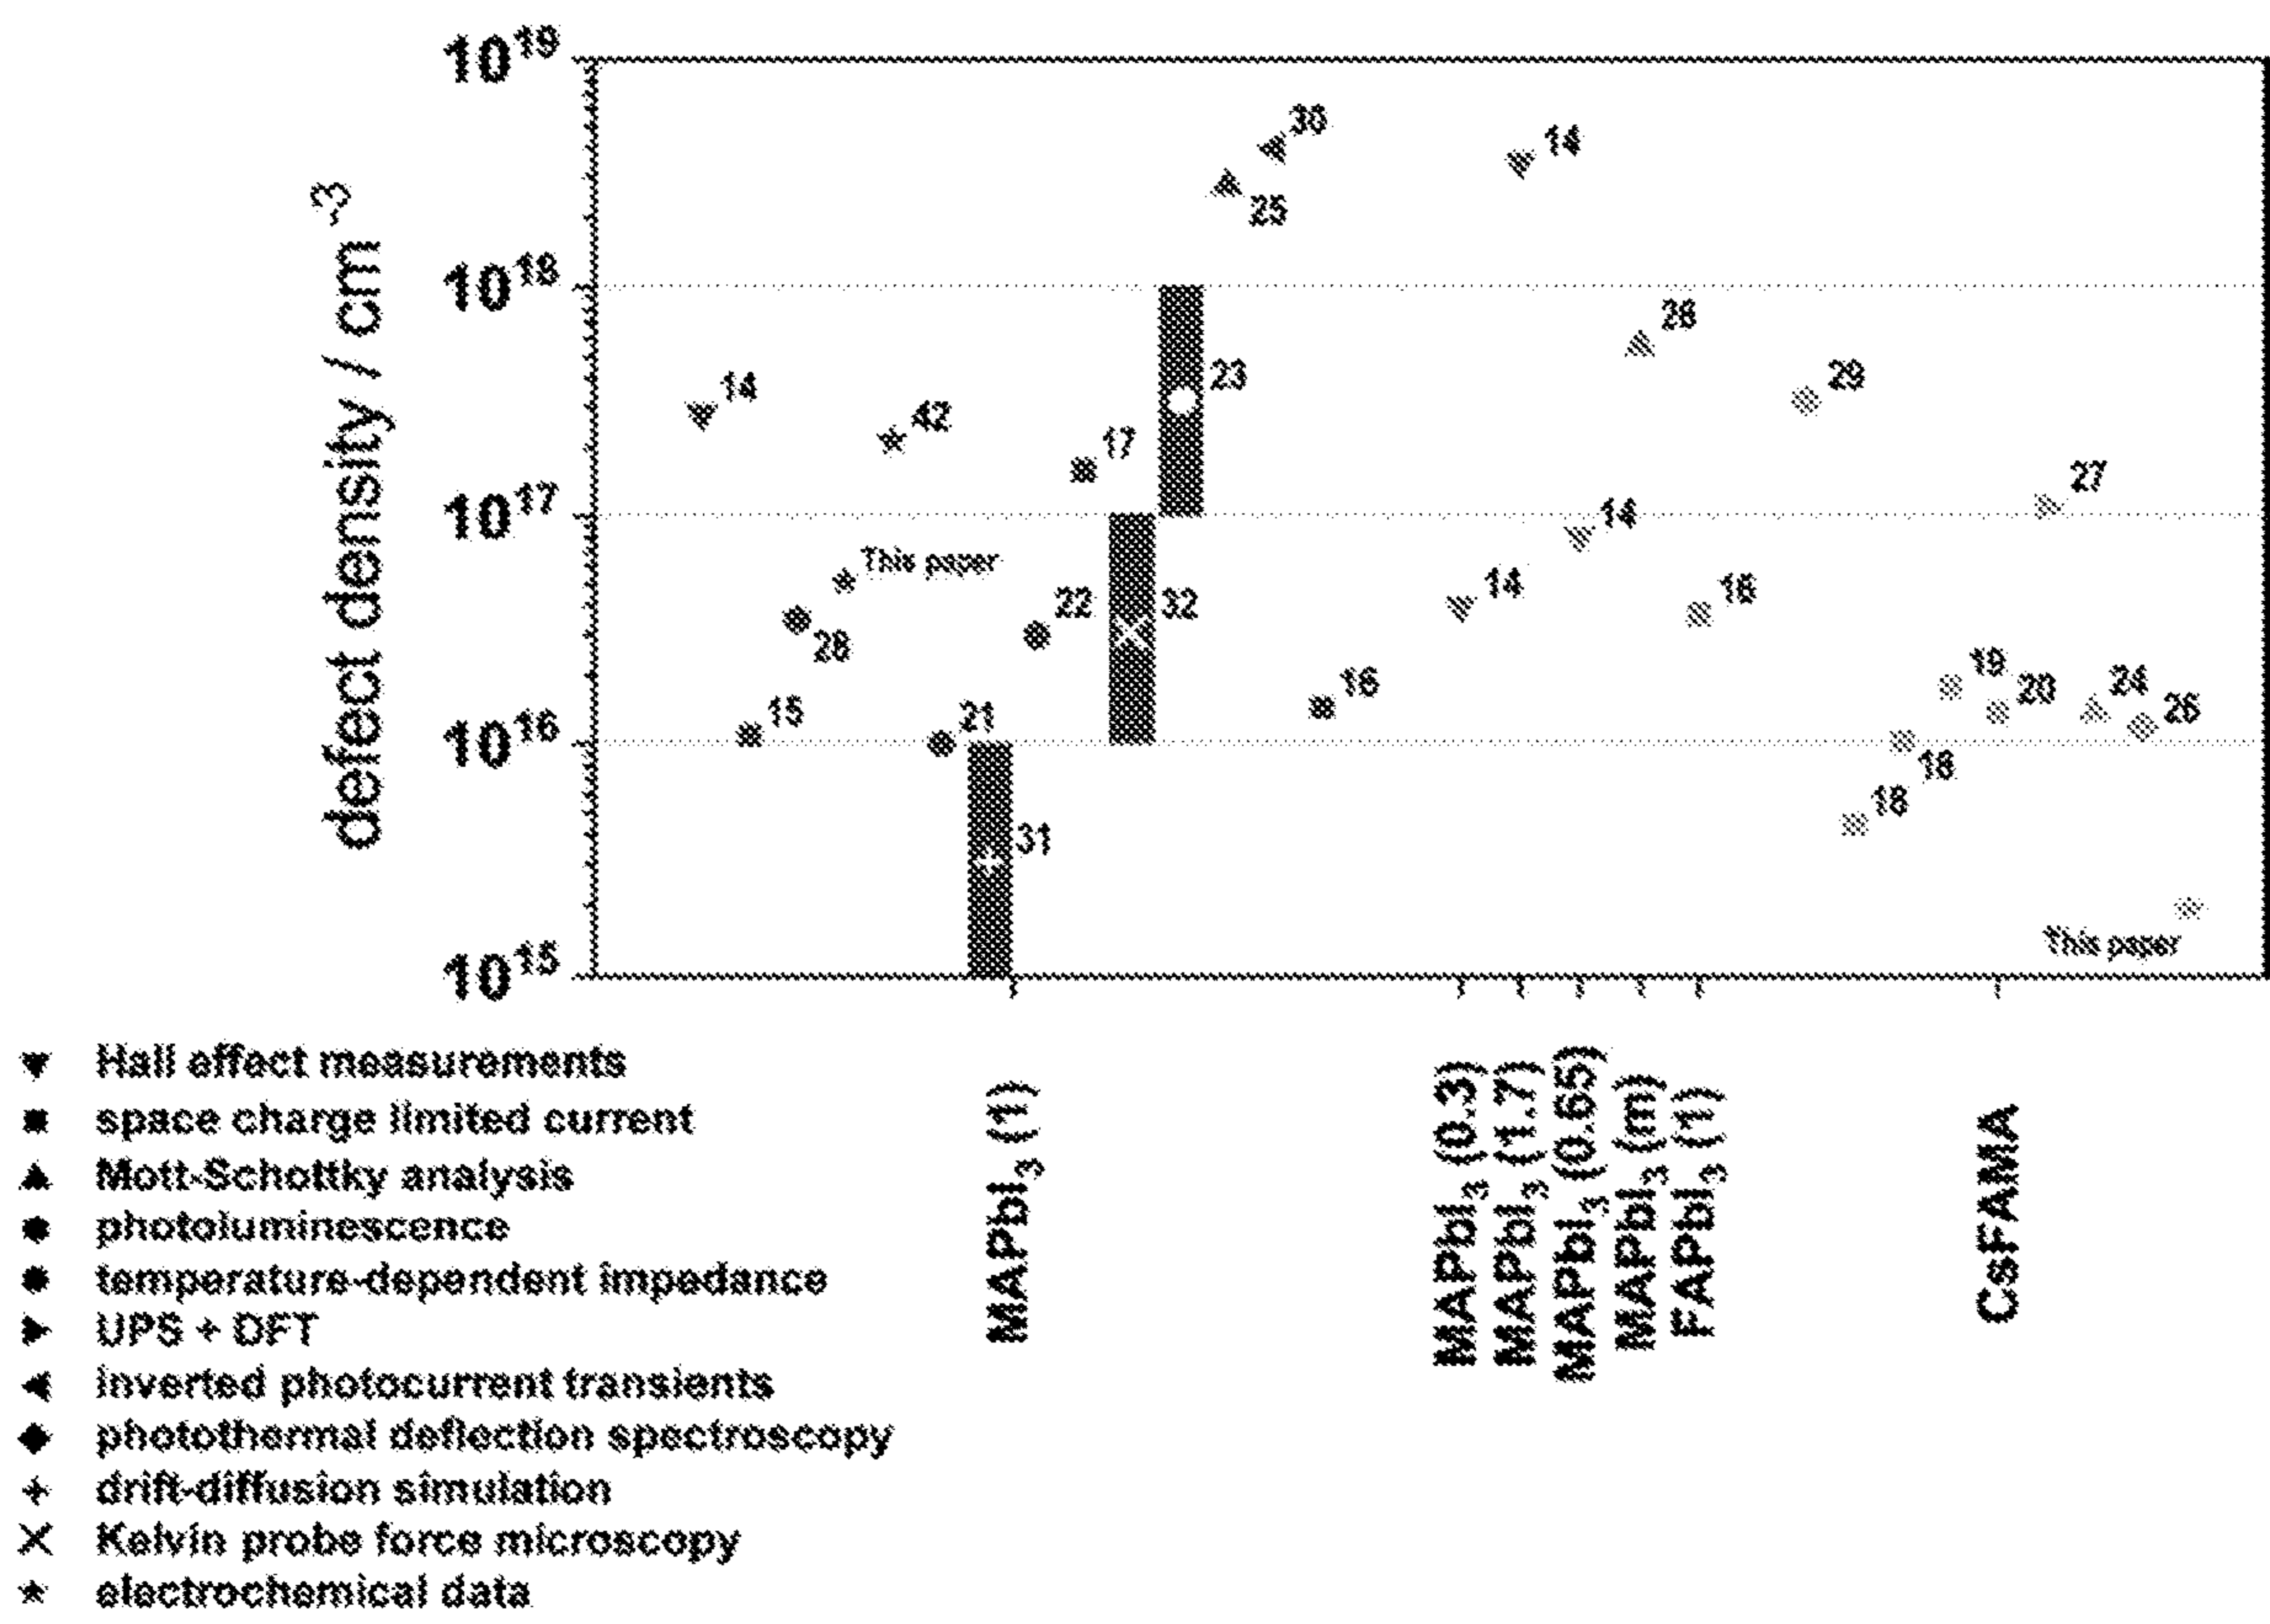 10¹⁹
30
14
25
defect density / cm⁻³
10¹⁸
28
23
29
14
42
17
27
10¹⁷
14
This paper
14
22
32
16
28
19
20
24
26
16
15
21
10¹⁶
18
18
31
This paper
10¹⁵
MAPbI₃ (1)
MAPbI₃ (0.3)
MAPbI₃ (1.7)
MAPbI₃ (0.65)
MAPbI₃ (m)
FAPbI₃ (1)
CsFAMA
Hall effect measurements
space charge limited current
Mott-Schottky analysis
photoluminescence
temperature-dependent impedance
UPS + DFT
inverted photocurrent transients
photothermal deflection spectroscopy
drift-diffusion simulation
Kelvin probe force microscopy
electrochemical data